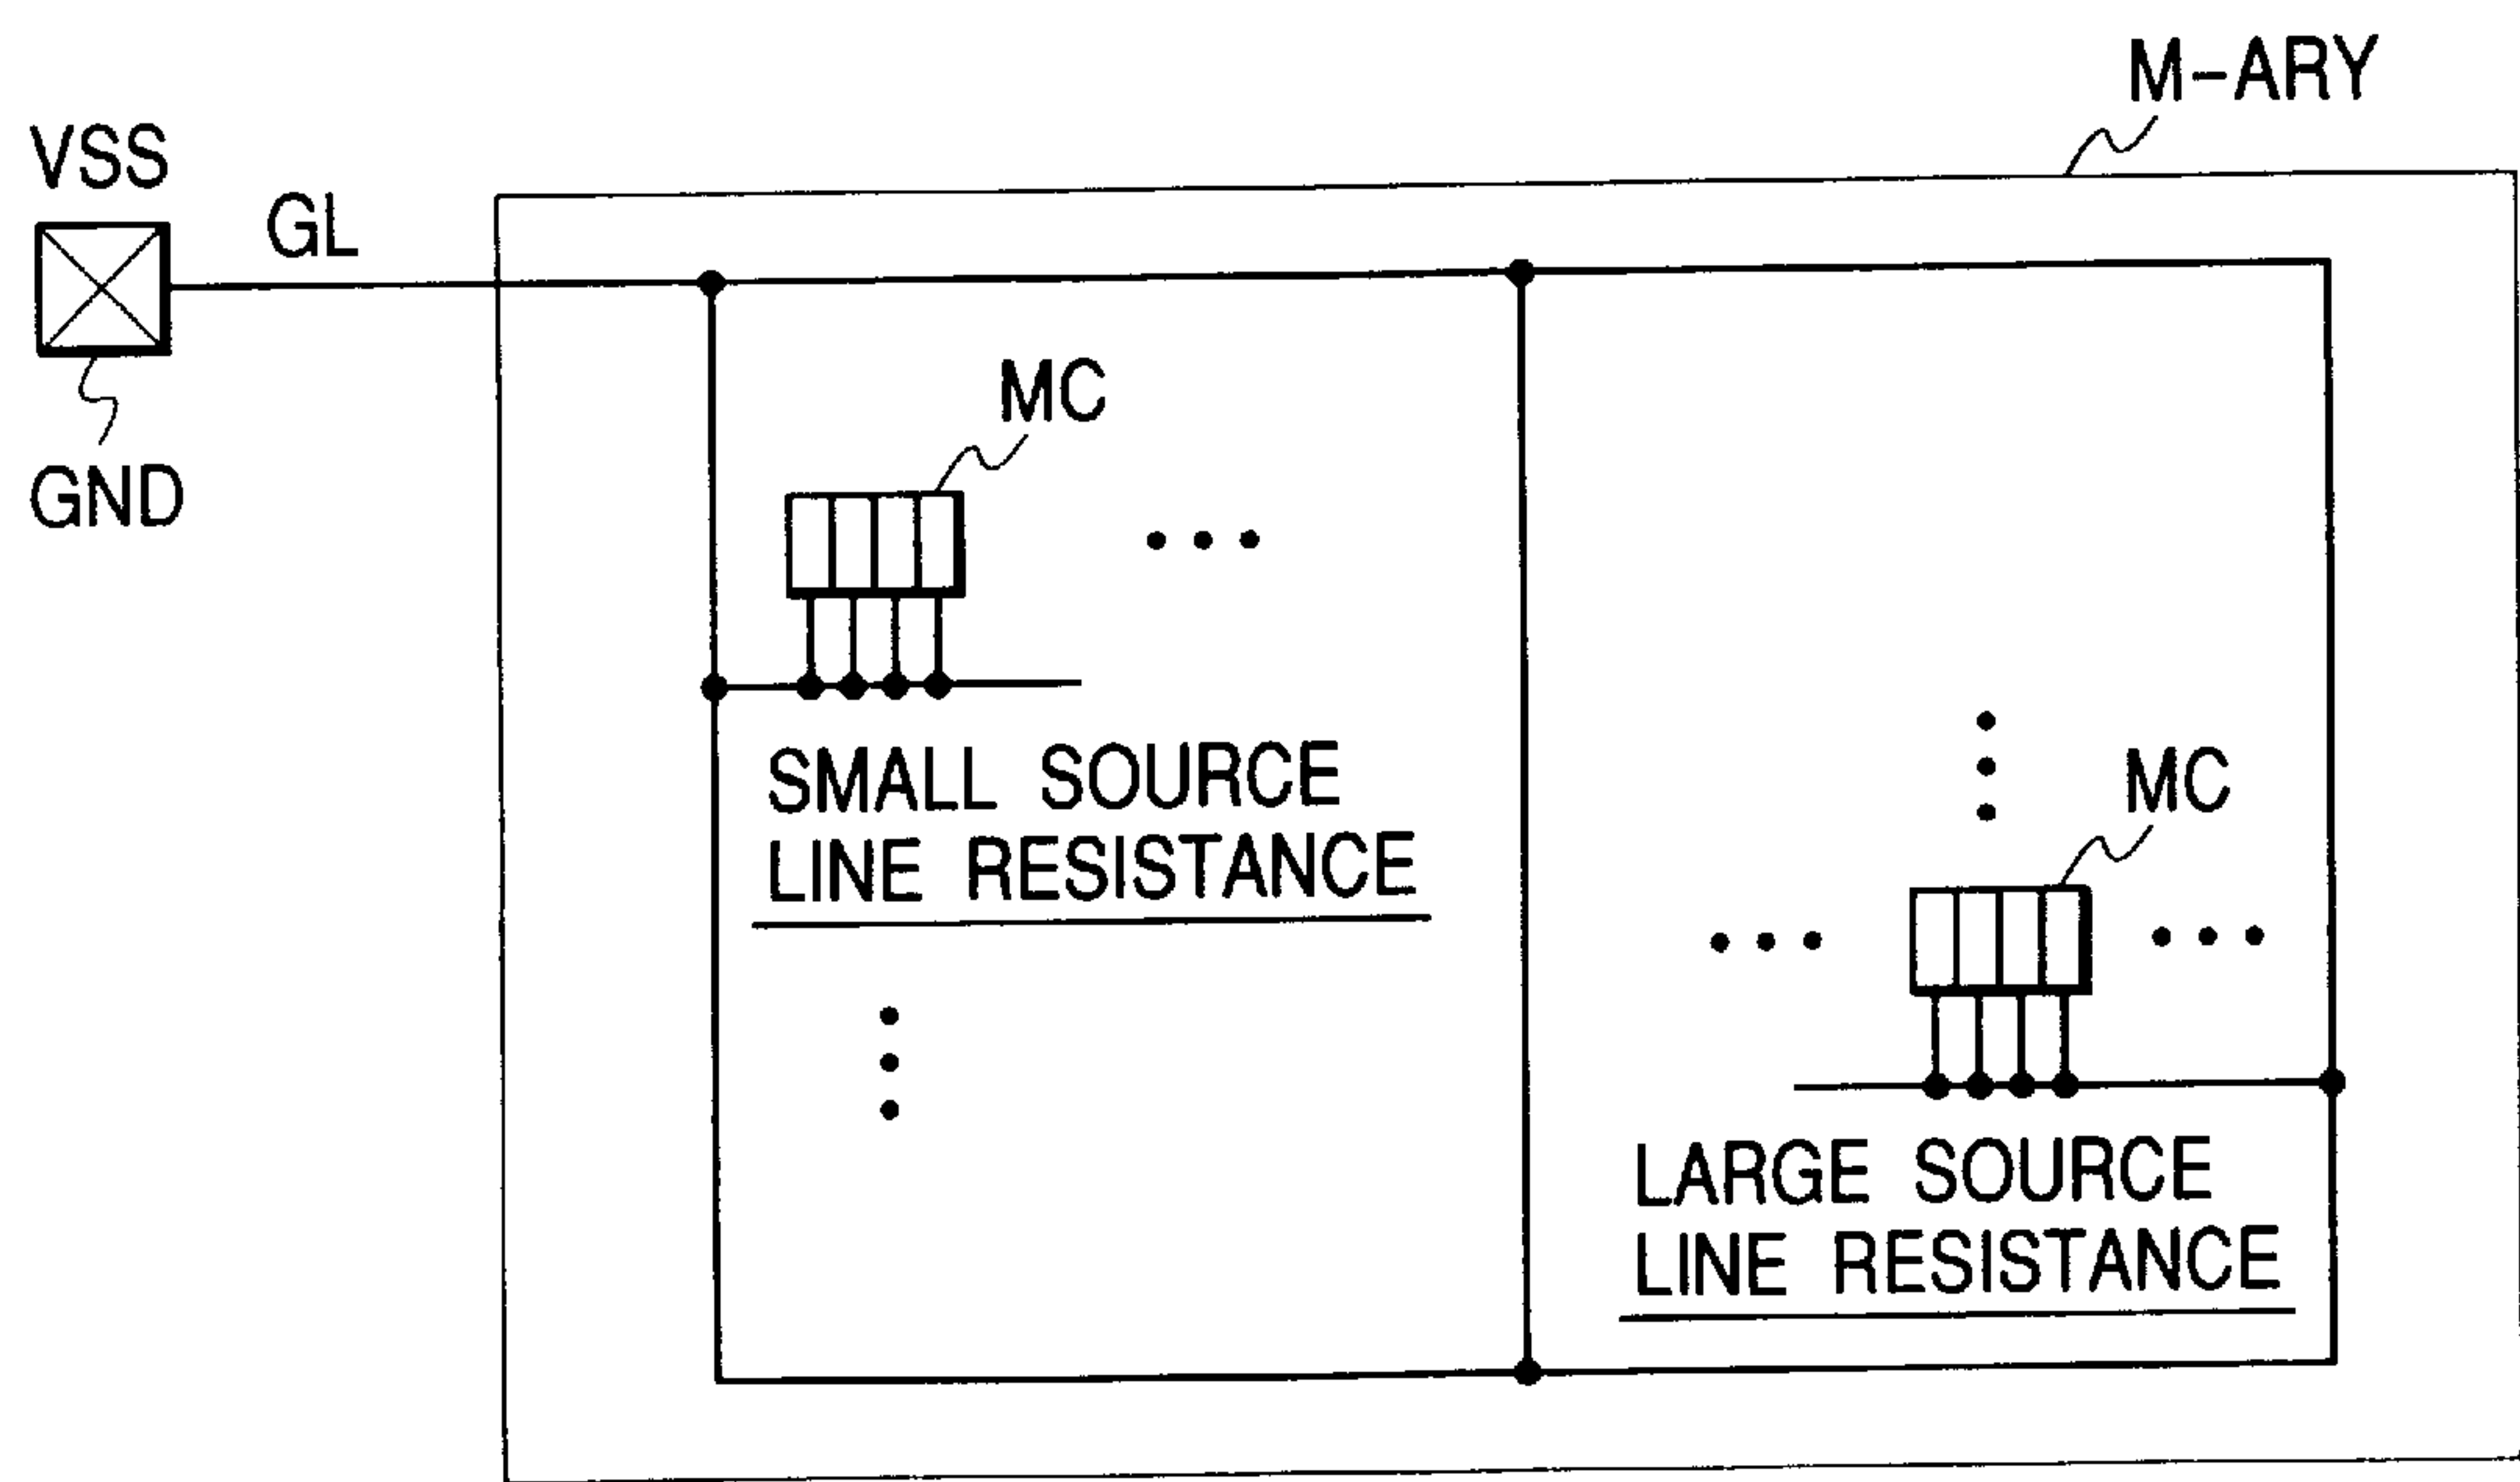 M-ARY
VSS
GL
GND
MC
SMALL SOURCE
LINE RESISTANCE
MC
LARGE SOURCE
LINE RESISTANCE